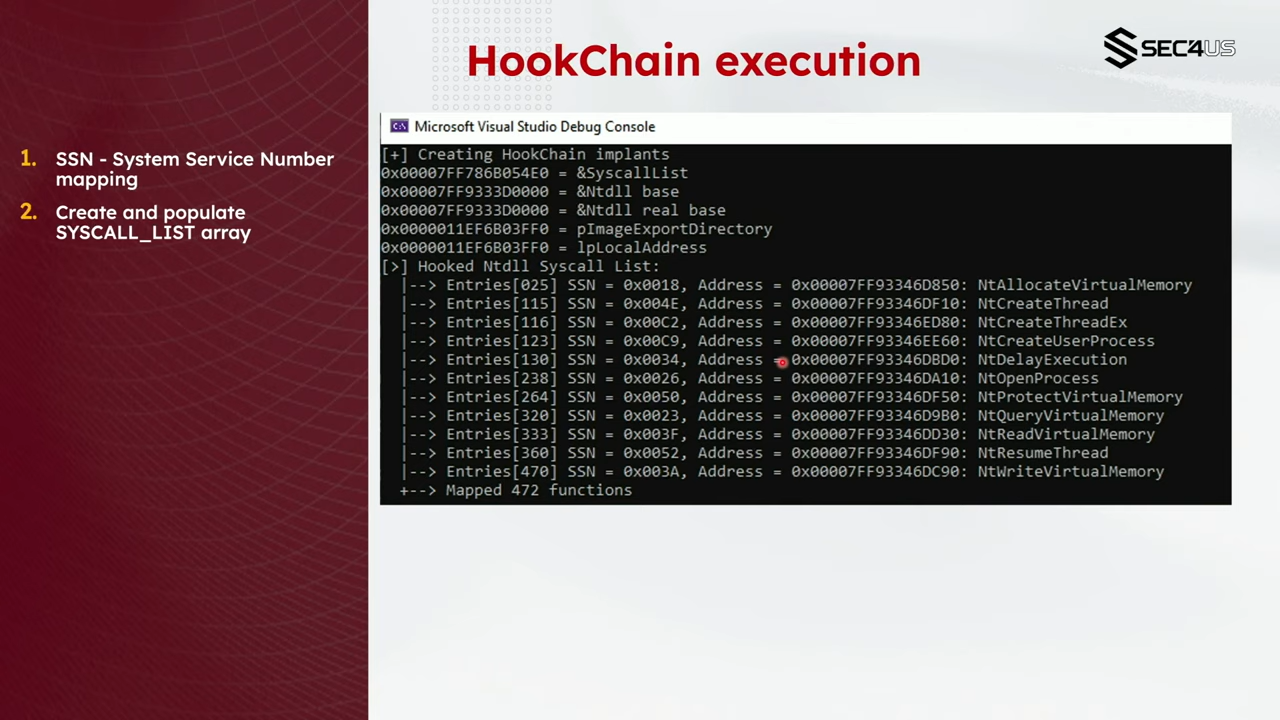 HookChain execution
SEC4US
1. SSN - System Service Number
mapping
2. Create and populate
SYSCALL_LIST array
Microsoft Visual Studio Debug Console
[+] Creating HookChain implants
0x00007FF786B054E0 = &SyscallList
0x00007FF9333D0000 = &Ntdll base
0x00007FF9333D0000 = &Ntdll real base
0x0000011EF6B03FF0 = pImageExportDirectory
0x0000011EF6B03FF0 = lpLocalAddress
[>] Hooked Ntdll Syscall List:
|--> Entries[025] SSN = 0x0018, Address = 0x00007FF93346D850: NtAllocateVirtualMemory
|--> Entries[115] SSN = 0x004E, Address = 0x00007FF93346DF10: NtCreateThread
|--> Entries[116] SSN = 0x00C2, Address = 0x00007FF93346ED80: NtCreateThreadEx
|--> Entries[123] SSN = 0x00C9, Address = 0x00007FF93346EE60: NtCreateUserProcess
|--> Entries[130] SSN = 0x0034, Address = 0x00007FF93346DBD0: NtDelayExecution
|--> Entries[238] SSN = 0x0026, Address = 0x00007FF93346DA10: NtOpenProcess
|--> Entries[264] SSN = 0x0050, Address = 0x00007FF93346DF50: NtProtectVirtualMemory
|--> Entries[320] SSN = 0x0023, Address = 0x00007FF93346D9B0: NtQueryVirtualMemory
|--> Entries[333] SSN = 0x003F, Address = 0x00007FF93346DD30: NtReadVirtualMemory
|--> Entries[360] SSN = 0x0052, Address = 0x00007FF93346DF90: NtResumeThread
|--> Entries[470] SSN = 0x003A, Address = 0x00007FF93346DC90: NtWriteVirtualMemory
+--> Mapped 472 functions